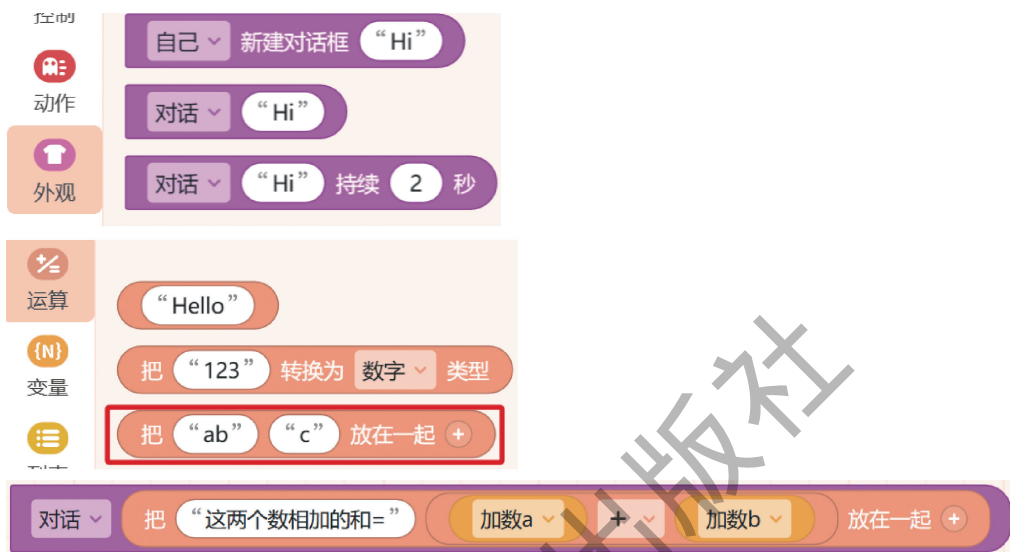 控制
自己 新建对话框 “Hi”
动作
对话 “Hi”
外观
对话 “Hi” 持续 2 秒
运算
“Hello”
{N}
变量
把 “123” 转换为 数字 类型
把 “ab” “c” 放在一起 +
对话 把 “这两个数相加的和=” 加数a + 加数b 放在一起 +
出版社